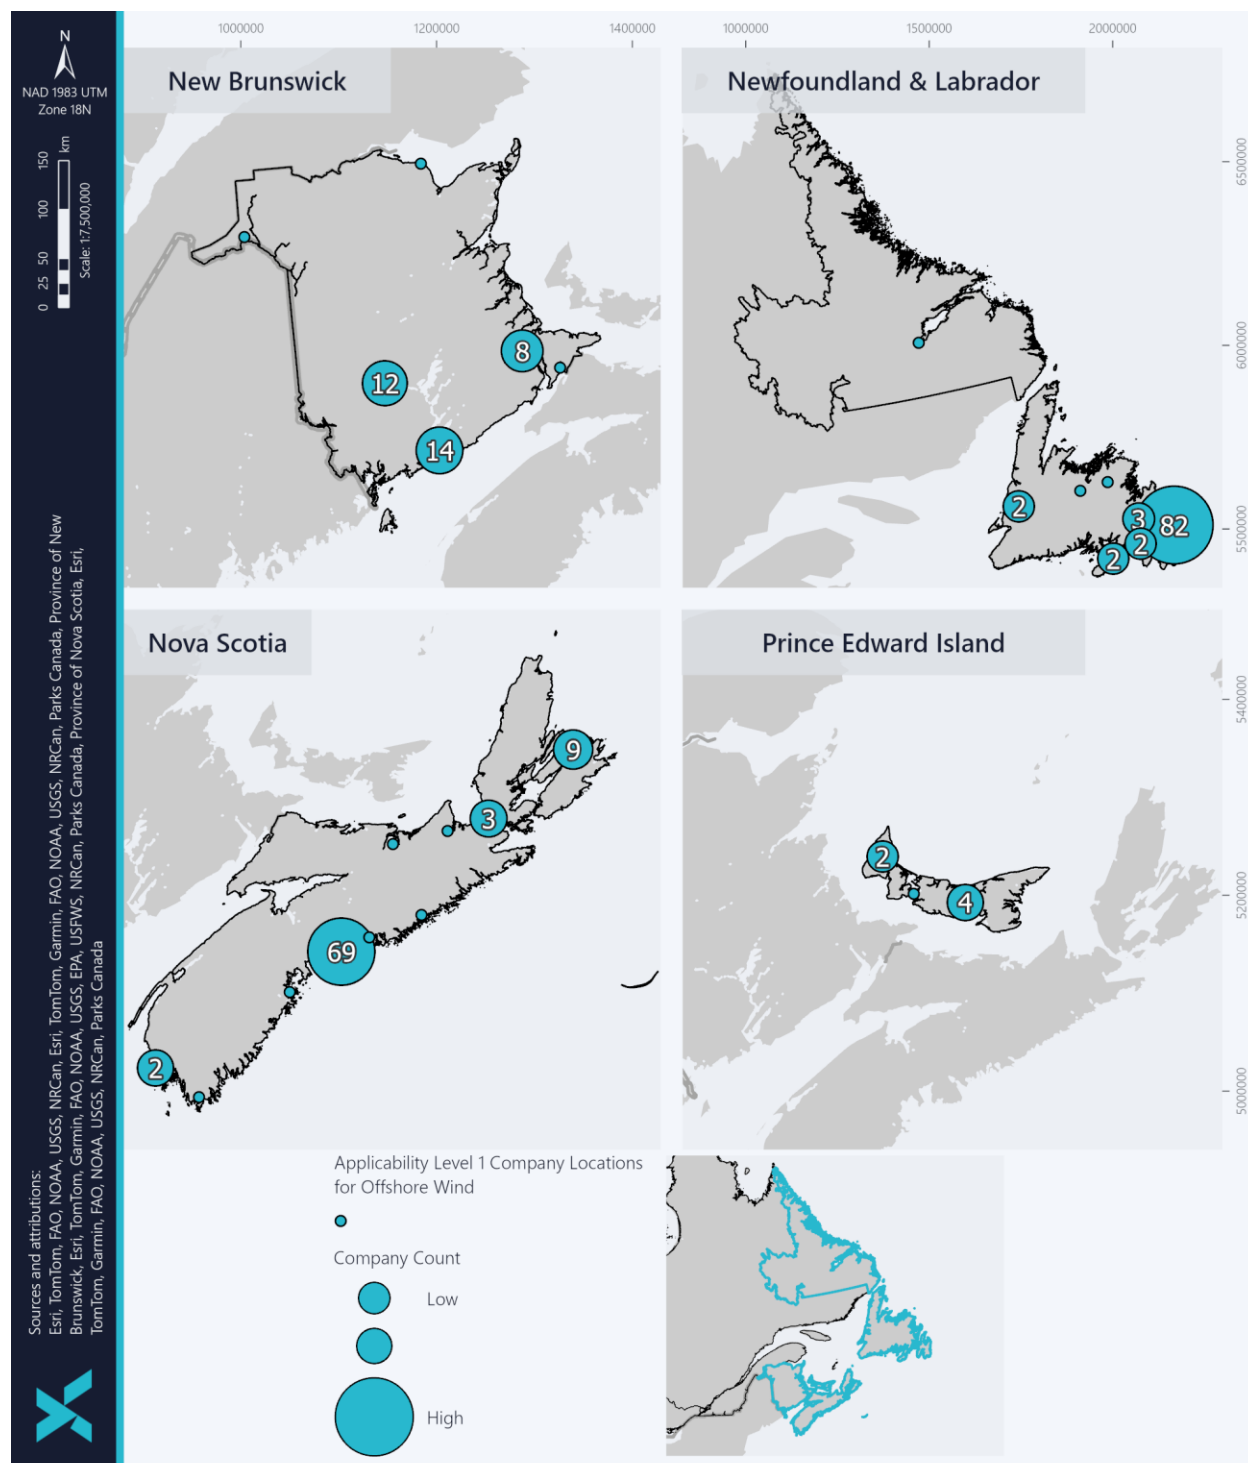 1000000
1200000
1400000
1000000
1500000
2000000
N
NAD 1983 UTM
Zone 18N
0 25 50 100 150 km
Scale: 1:7,500,000
New Brunswick
8
12
14
Newfoundland & Labrador
6500000
6000000
5500000
2
3
82
2
2
Nova Scotia
9
3
69
2
Prince Edward Island
5400000
5200000
5000000
2
4
Sources and attributions:
Esri, TomTom, FAO, NOAA, USGS, NRCan, Esri, TomTom, Garmin, FAO, NOAA, USGS, NRCan, Parks Canada, Province of New
Brunswick, Esri, TomTom, Garmin, FAO, NOAA, USGS, EPA, USFWS, NRCan, Parks Canada, Province of Nova Scotia, Esri,
TomTom, Garmin, FAO, NOAA, USGS, NRCan, Parks Canada
Applicability Level 1 Company Locations
for Offshore Wind
Company Count
Low
High